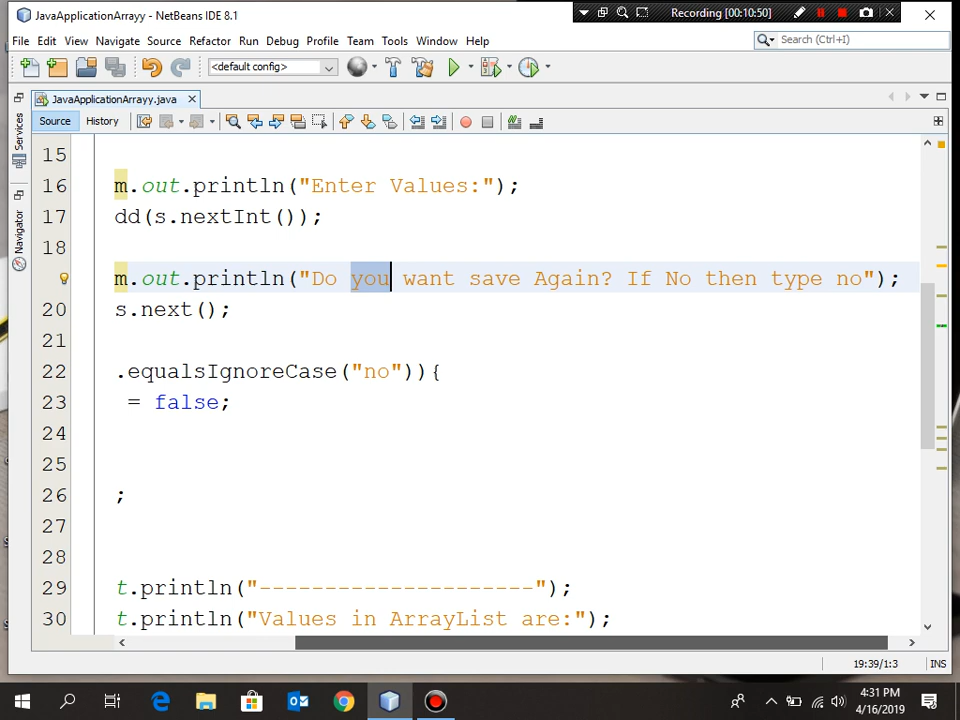 JavaApplicationArrayy - NetBeans IDE 8.1
Recording (00:10:50)
File Edit View Navigate Source Refactor Run Debug Profile Team Tools Window Help
Search (Ctrl+I)
<default config>
JavaApplicationArrayy.java
Source History
Services
Navigator
15
16 m.out.println("Enter Values:");
17 dd(s.nextInt());
18
m.out.println("Do you want save Again? If No then type no");
20 s.next();
21
22 .equalsIgnoreCase("no")){
23 = false;
24
25
26 ;
27
28
29 t.println("---------------------");
30 t.println("Values in ArrayList are:");
19:39/1:3 INS
4:31 PM
4/16/2019